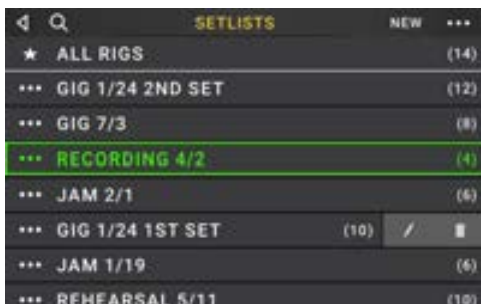 SETLISTS NEW
ALL RIGS (14)
GIG 1/24 2ND SET (12)
GIG 7/3 (8)
RECORDING 4/2 (4)
JAM 2/1 (6)
GIG 1/24 1ST SET (10)
JAM 1/19 (6)
REHEARSAL 5/11 (10)